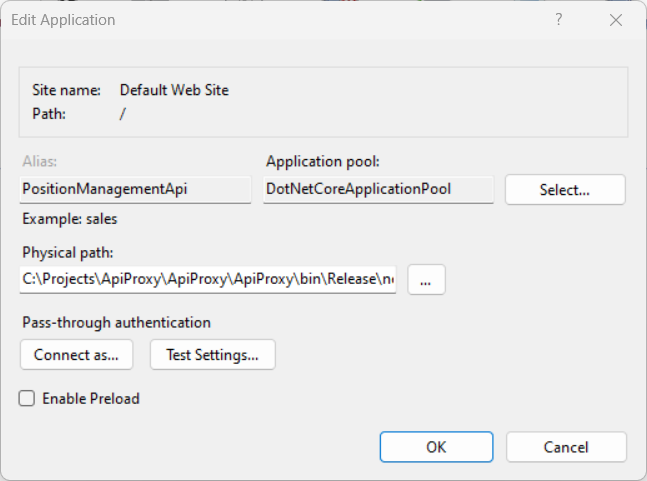 Edit Application
Site name: Default Web Site
Path: /
Alias: Application pool:
PositionManagementApi DotNetCoreApplicationPool Select...
Example: sales
Physical path:
C:\Projects\ApiProxy\ApiProxy\ApiProxy\bin\Release\n ...
Pass-through authentication
Connect as... Test Settings...
Enable Preload
OK Cancel